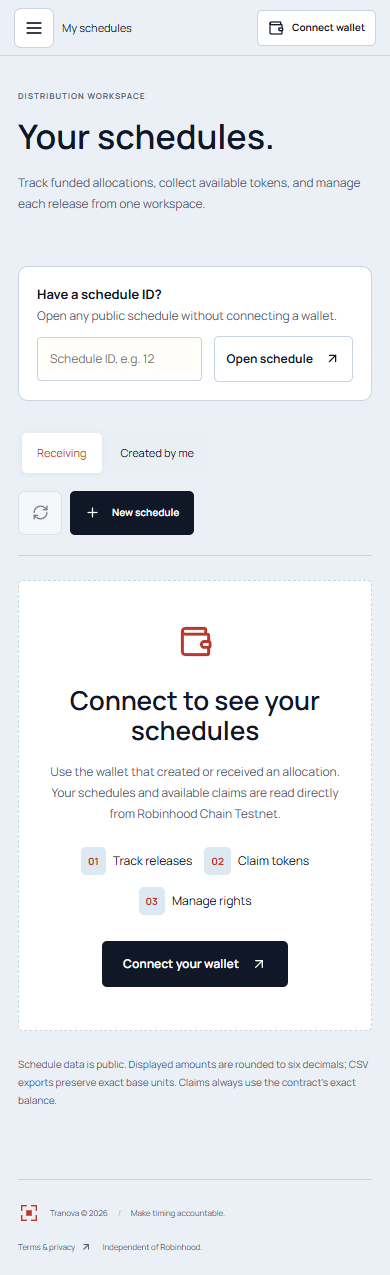 My schedules
Connect wallet
DISTRIBUTION WORKSPACE
Your schedules.
Track funded allocations, collect available tokens, and manage
each release from one workspace.
Have a schedule ID?
Open any public schedule without connecting a wallet.
Schedule ID, e.g. 12
Open schedule
Receiving
Created by me
New schedule
Connect to see your
schedules
Use the wallet that created or received an allocation.
Your schedules and available claims are read directly
from Robinhood Chain Testnet.
01 Track releases
02 Claim tokens
03 Manage rights
Connect your wallet
Schedule data is public. Displayed amounts are rounded to six decimals; CSV
exports preserve exact base units. Claims always use the contract's exact
balance.
Tranova © 2026 / Make timing accountable.
Terms & privacy
Independent of Robinhood.